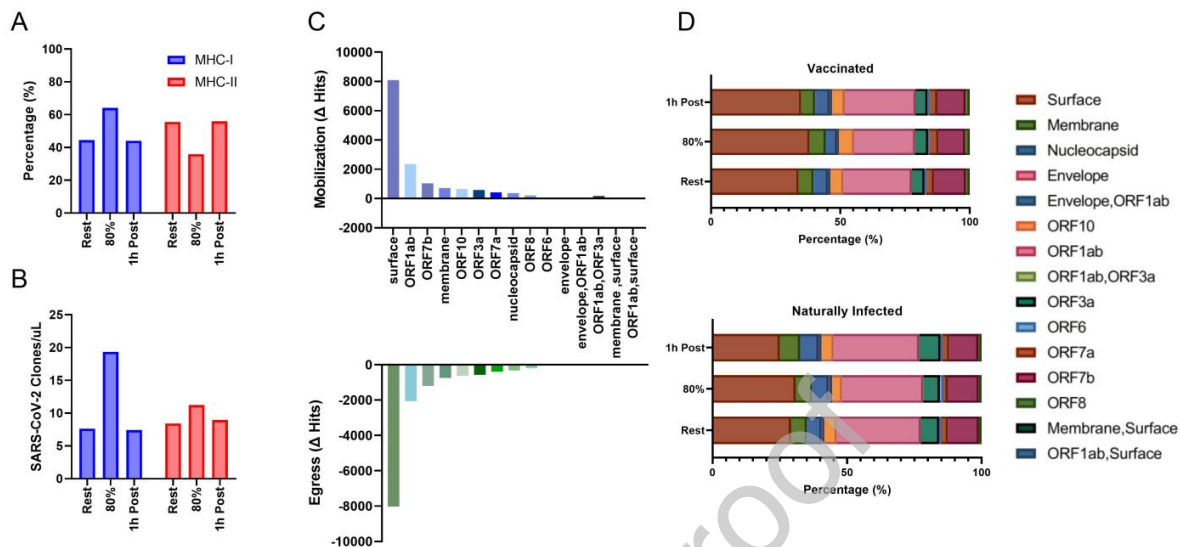 A
100
80
60
40
20
0
Percentage (%)
MHC-I
MHC-II
Rest
80%
1h Post
Rest
80%
1h Post
B
25
20
15
10
5
0
SARS-CoV-2 Clones/uL
Rest
80%
1h Post
Rest
80%
1h Post
C
10000
8000
6000
4000
2000
0
-2000
Mobilization (Δ Hits)
surface
ORF1ab
ORF7b
membrane
ORF10
ORF3a
ORF7a
nucleocapsid
ORF8
ORF6
envelope
envelope,ORF1ab
ORF1ab,ORF3a
membrane ,surface
ORF1ab,surface
0
-2000
-4000
-6000
-8000
-10000
Egress (Δ Hits)
D
Vaccinated
1h Post
80%
Rest
0
50
100
Percentage (%)
Naturally Infected
1h Post
80%
Rest
0
50
100
Percentage (%)
Surface
Membrane
Nucleocapsid
Envelope
Envelope,ORF1ab
ORF10
ORF1ab
ORF1ab,ORF3a
ORF3a
ORF6
ORF7a
ORF7b
ORF8
Membrane,Surface
ORF1ab,Surface
roof